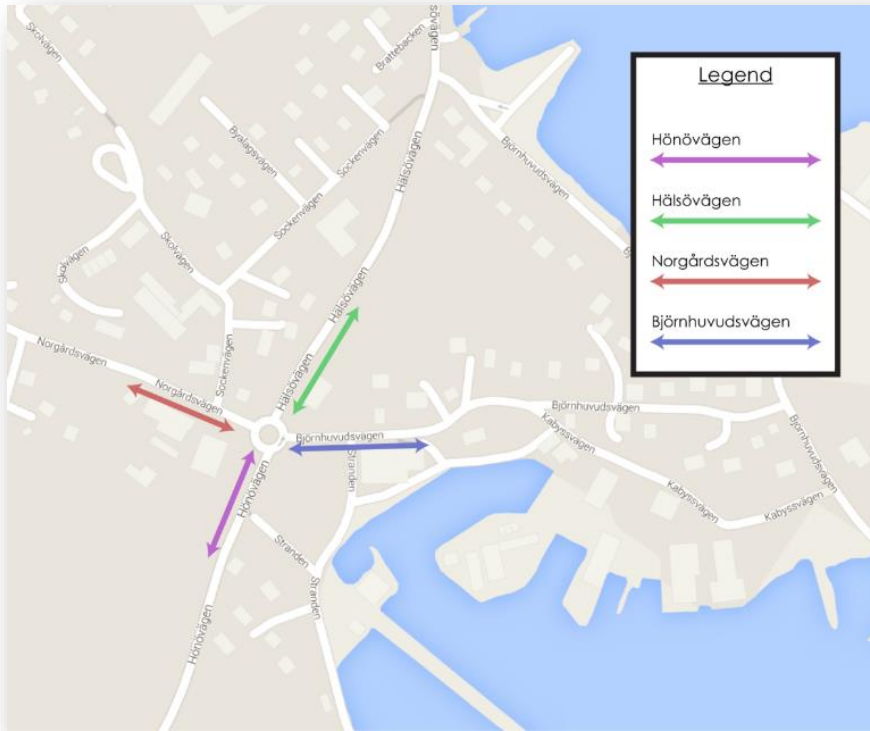 Legend
Hönövägen
Hälsövägen
Norgårdsvägen
Björnhuvudsvägen
Skolvägen
Brattebacken
Byalagsvägen
Sockenvägen
Hälsövägen
Björnhuvudsvägen
Sockenvägen
Skolvägen
Skolvägen
Hälsövägen
Norgårdsvägen
Sockenvägen
Hälsövägen
Norgårdsvägen
Björnhuvudsvägen
Björnhuvudsvägen
Kabyssvägen
Björnhuvudsvägen
Stranden
Hönövägen
Kabyssvägen
Kabyssvägen
Stranden
Stranden
Hönövägen